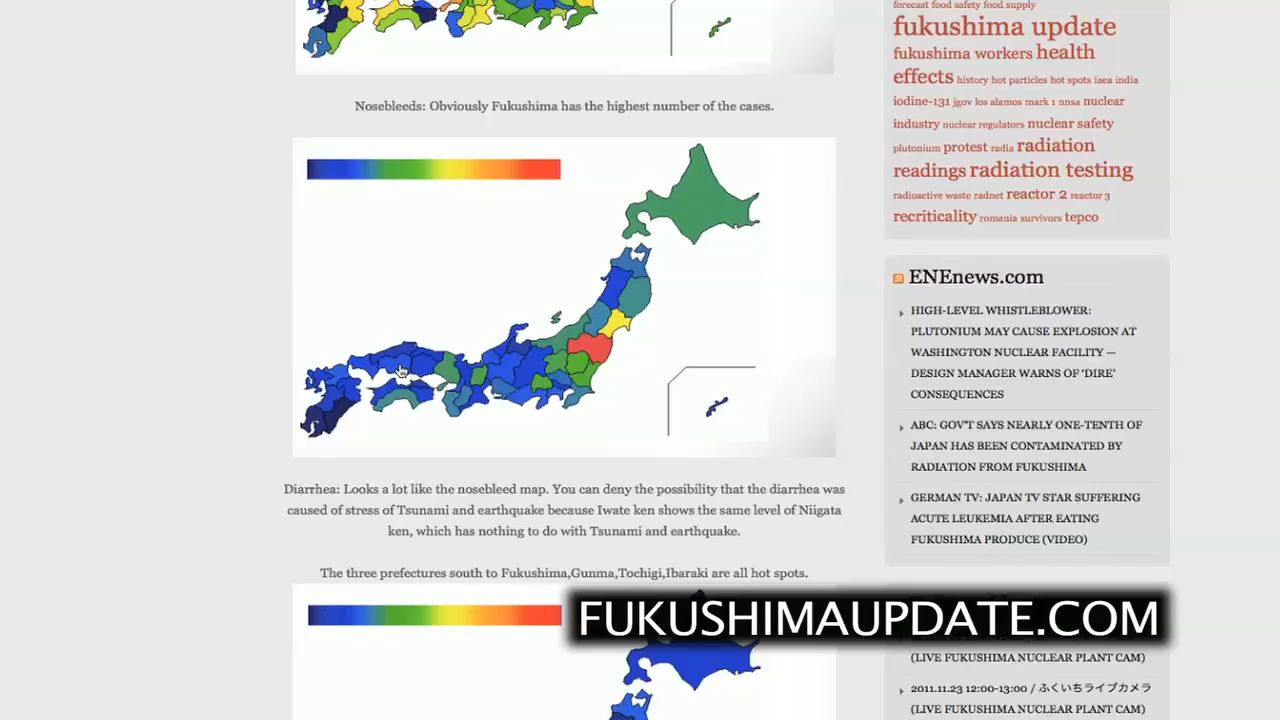 forecast food safety food supply
fukushima update
fukushima workers health
effects history hot particles hot spots iaea india
iodine-131 jgov los alamos mark 1 nnsa nuclear
industry nuclear regulators nuclear safety
plutonium protest radia radiation
readings radiation testing
radioactive waste radnet reactor 2 reactor 3
recriticality romania survivors tepco
Nosebleeds: Obviously Fukushima has the highest number of the cases.
Diarrhea: Looks a lot like the nosebleed map. You can deny the possibility that the diarrhea was
caused of stress of Tsunami and earthquake because Iwate ken shows the same level of Niigata
ken, which has nothing to do with Tsunami and earthquake.
The three prefectures south to Fukushima,Gunma,Tochigi,Ibaraki are all hot spots.
ENEnews.com
HIGH-LEVEL WHISTLEBLOWER:
PLUTONIUM MAY CAUSE EXPLOSION AT
WASHINGTON NUCLEAR FACILITY —
DESIGN MANAGER WARNS OF ‘DIRE’
CONSEQUENCES
ABC: GOV’T SAYS NEARLY ONE-TENTH OF
JAPAN HAS BEEN CONTAMINATED BY
RADIATION FROM FUKUSHIMA
GERMAN TV: JAPAN TV STAR SUFFERING
ACUTE LEUKEMIA AFTER EATING
FUKUSHIMA PRODUCE (VIDEO)
FUKUSHIMAUPDATE.COM
(LIVE FUKUSHIMA NUCLEAR PLANT CAM)
2011.11.23 12:00-13:00 / ふくいちライブカメラ
(LIVE FUKUSHIMA NUCLEAR PLANT CAM)